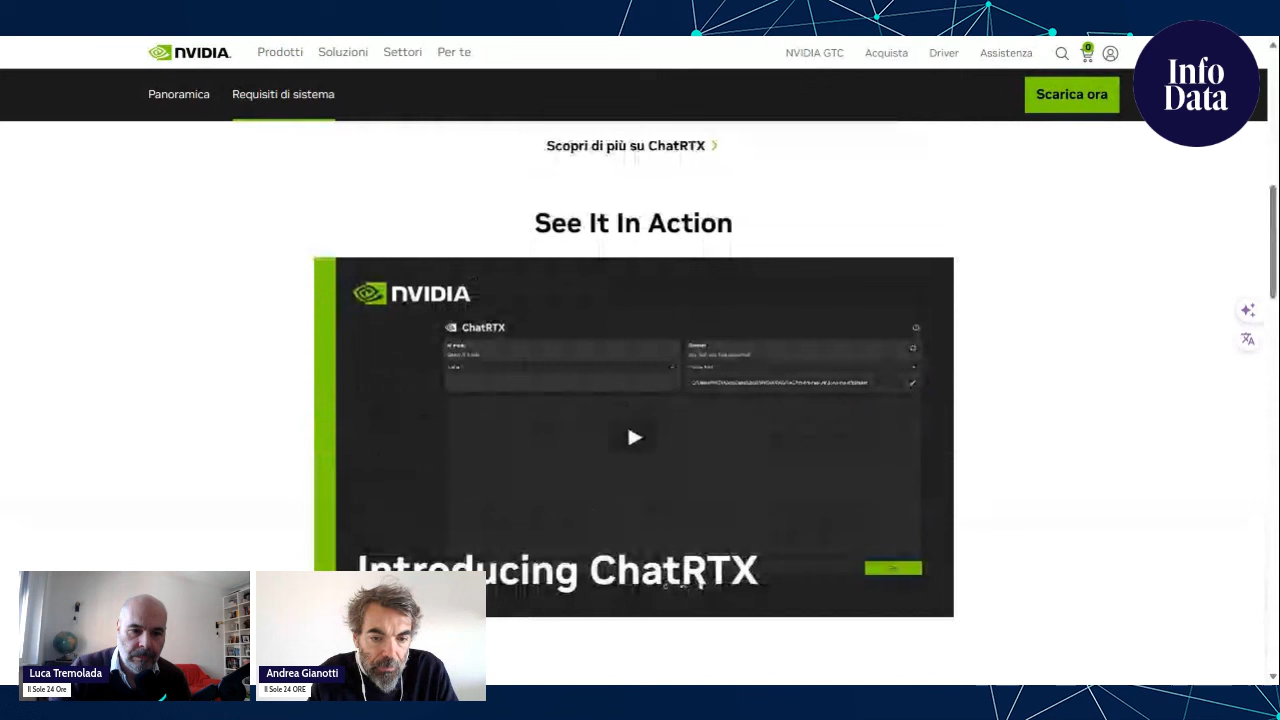 NVIDIA.
Prodotti Soluzioni Settori Per te
NVIDIA GTC Acquista Driver Assistenza
0
Info
Data
Panoramica Requisiti di sistema
Scarica ora
Scopri di più su ChatRTX
See It In Action
NVIDIA
ChatRTX
Introducing ChatRTX
Luca Tremolada
Il Sole 24 Ore
Andrea Gianotti
Il Sole 24 ORE